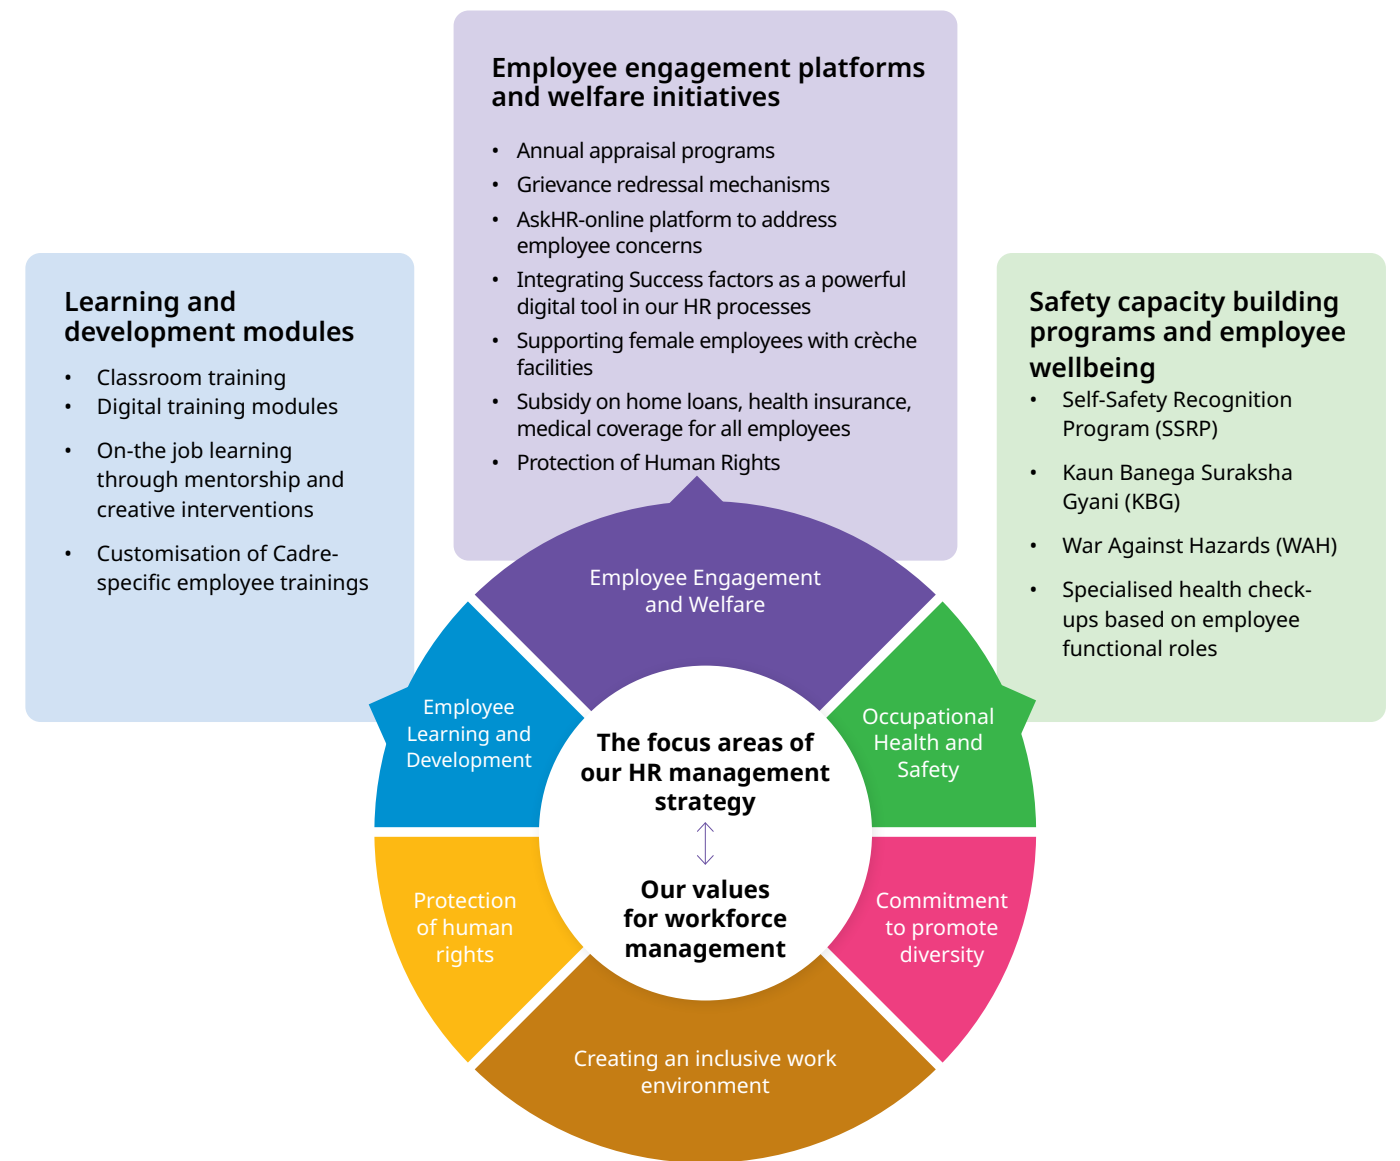 Employee engagement platforms
and welfare initiatives
• Annual appraisal programs
• Grievance redressal mechanisms
• AskHR-online platform to address
employee concerns
• Integrating Success factors as a powerful
digital tool in our HR processes
• Supporting female employees with crèche
facilities
• Subsidy on home loans, health insurance,
medical coverage for all employees
• Protection of Human Rights
Learning and
development modules
• Classroom training
• Digital training modules
• On-the job learning
through mentorship and
creative interventions
• Customisation of Cadre-
specific employee trainings
Safety capacity building
programs and employee
wellbeing
• Self-Safety Recognition
Program (SSRP)
• Kaun Banega Suraksha
Gyani (KBG)
• War Against Hazards (WAH)
• Specialised health check-
ups based on employee
functional roles
Employee Engagement
and Welfare
Employee
Learning and
Development
Occupational
Health and
Safety
The focus areas of
our HR management
strategy
Our values
for workforce
management
Protection
of human
rights
Commitment
to promote
diversity
Creating an inclusive work
environment